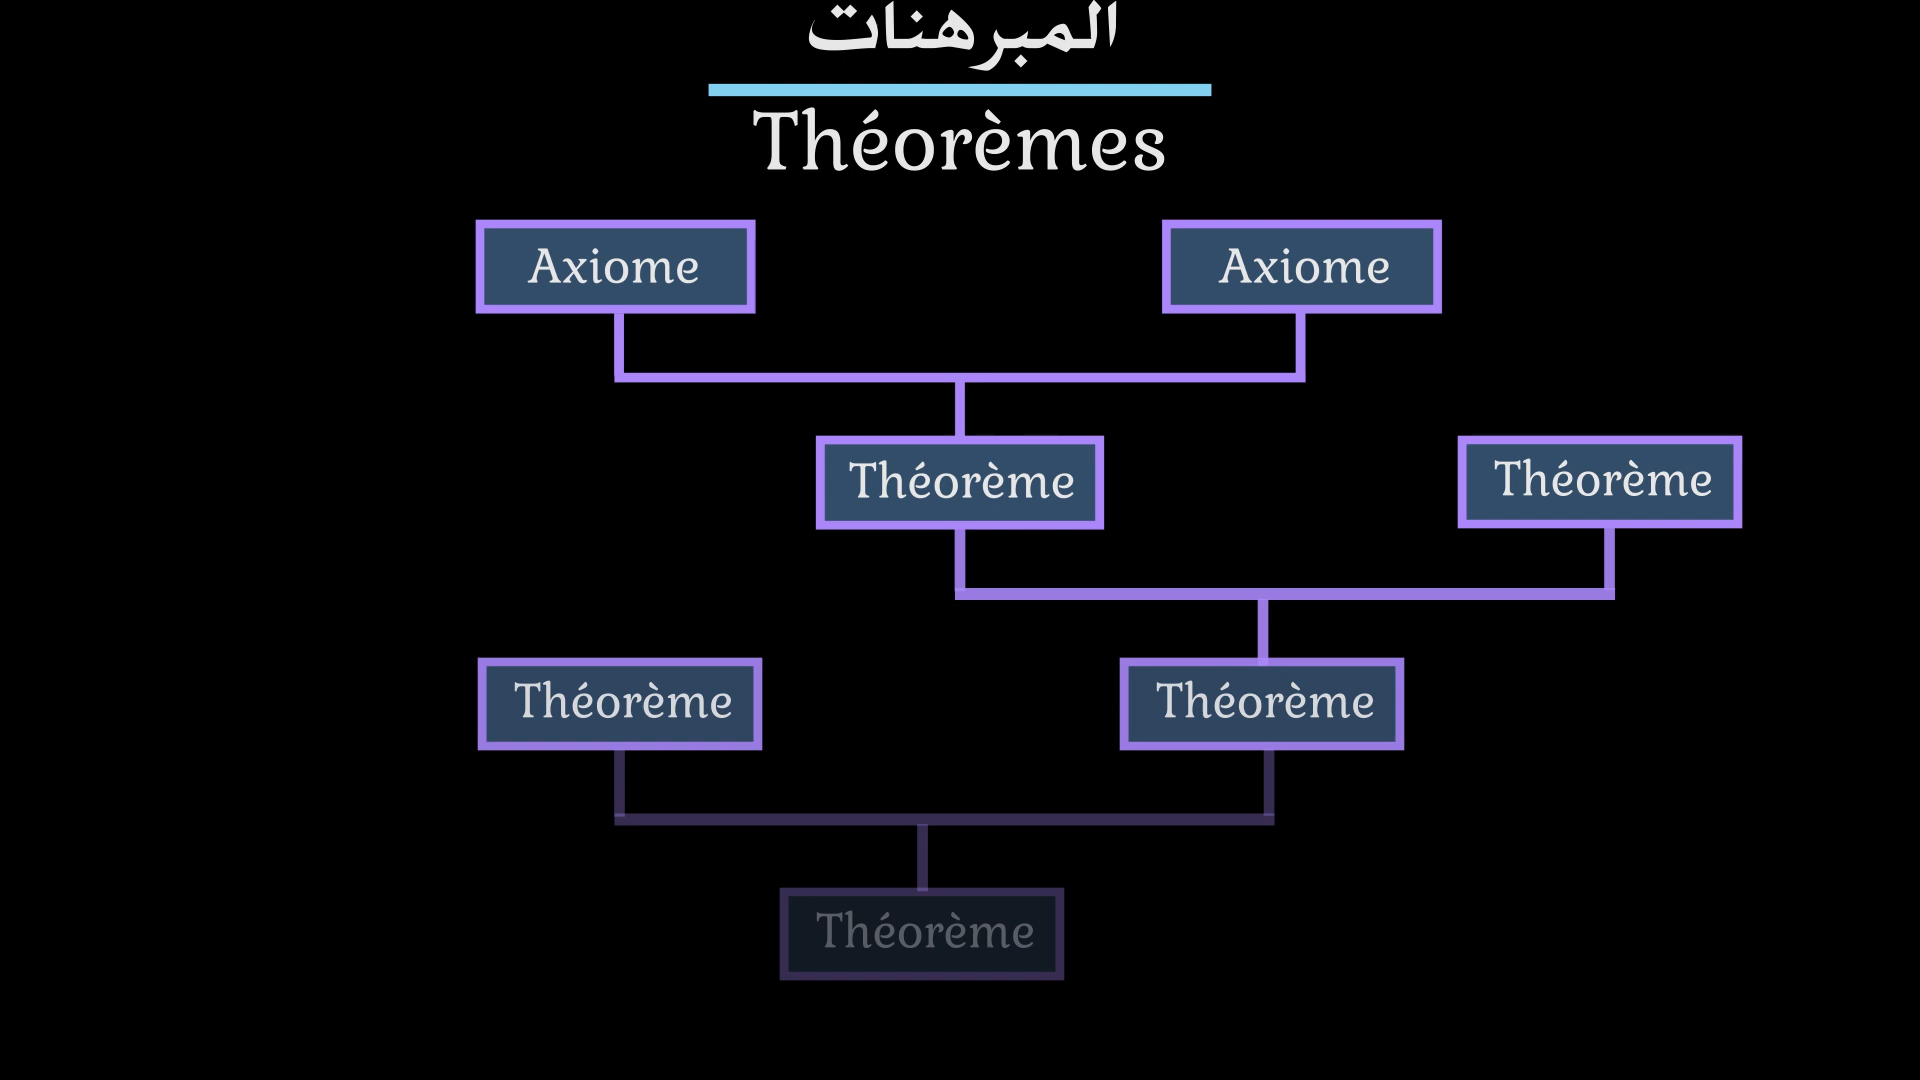 المبرهنات
Théorèmes
Axiome
Axiome
Théorème
Théorème
Théorème
Théorème
Théorème